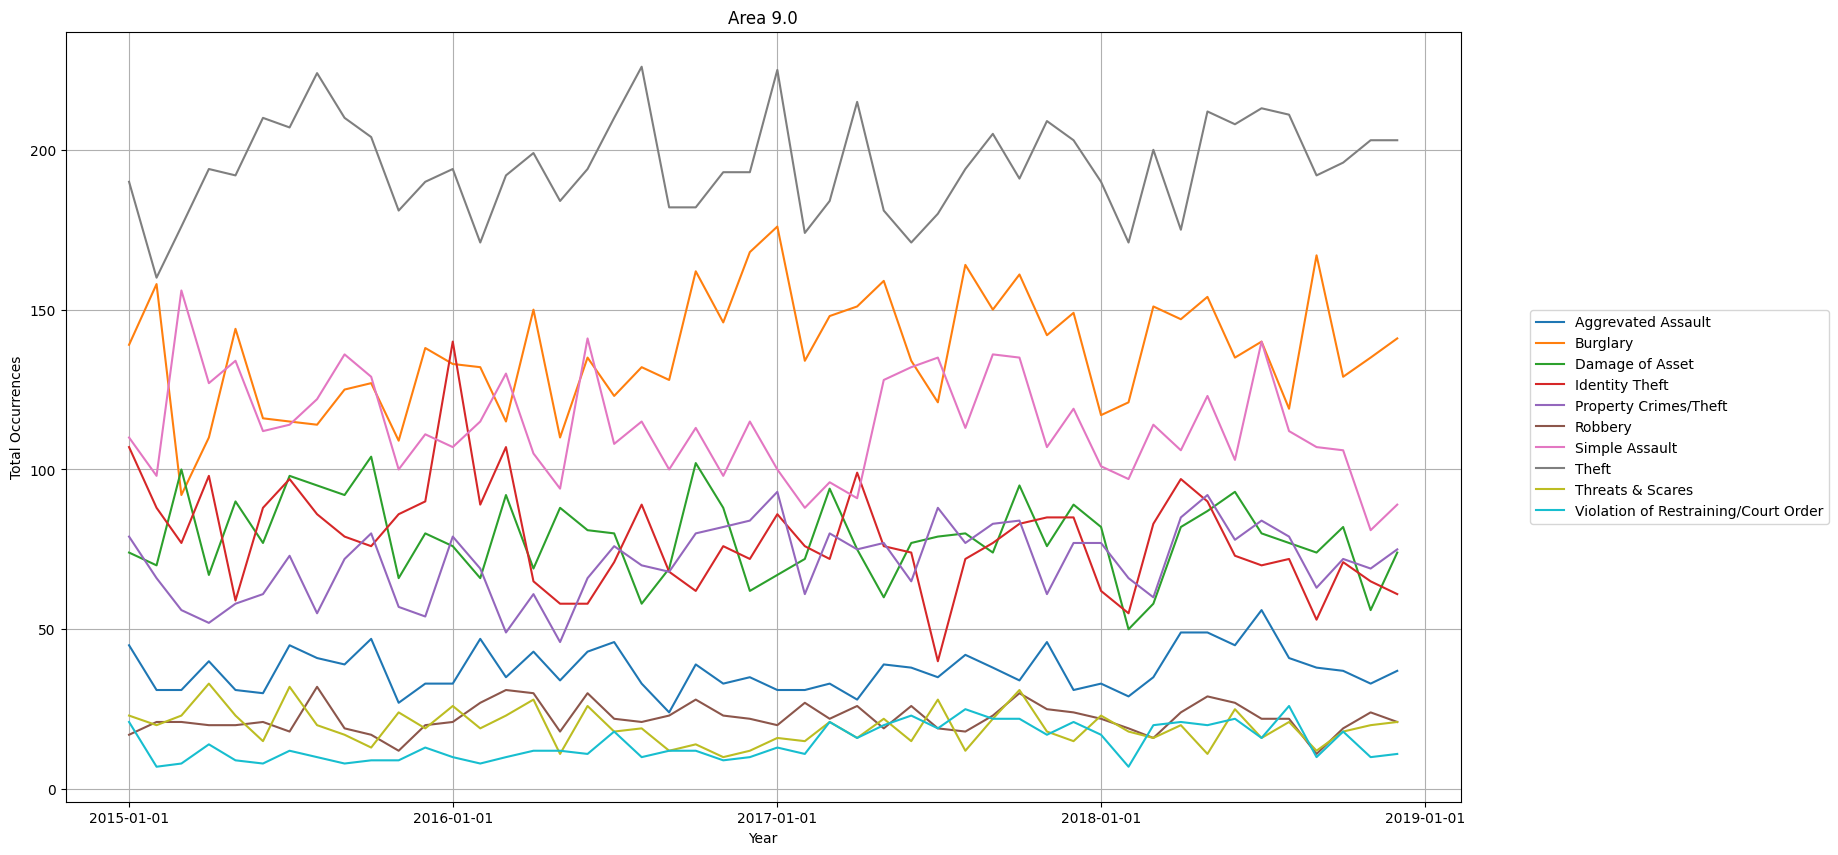 Area 9.0
Total Occurrences
200
150
100
50
0
2015-01-01
2016-01-01
2017-01-01
2018-01-01
2019-01-01
Year
Aggrevated Assault
Burglary
Damage of Asset
Identity Theft
Property Crimes/Theft
Robbery
Simple Assault
Theft
Threats & Scares
Violation of Restraining/Court Order